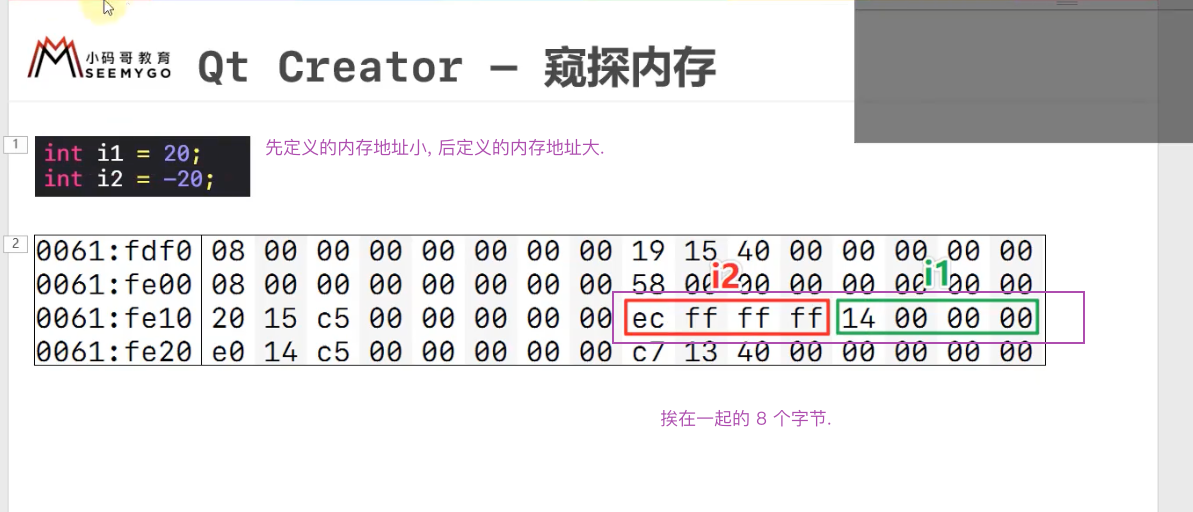 小码哥教育
SEEMYGO
Qt Creator — 窥探内存
1
int i1 = 20;
int i2 = -20;
先定义的内存地址小, 后定义的内存地址大.
2
0061:fdf0 08 00 00 00 00 00 00 00 19 15 40 00 00 00 00 00
i2 i1
0061:fe00 08 00 00 00 00 00 00 00 58 00 00 00 00 00 00 00
0061:fe10 20 15 c5 00 00 00 00 00 ec ff ff ff 14 00 00 00
0061:fe20 e0 14 c5 00 00 00 00 00 c7 13 40 00 00 00 00 00
挨在一起的 8 个字节.